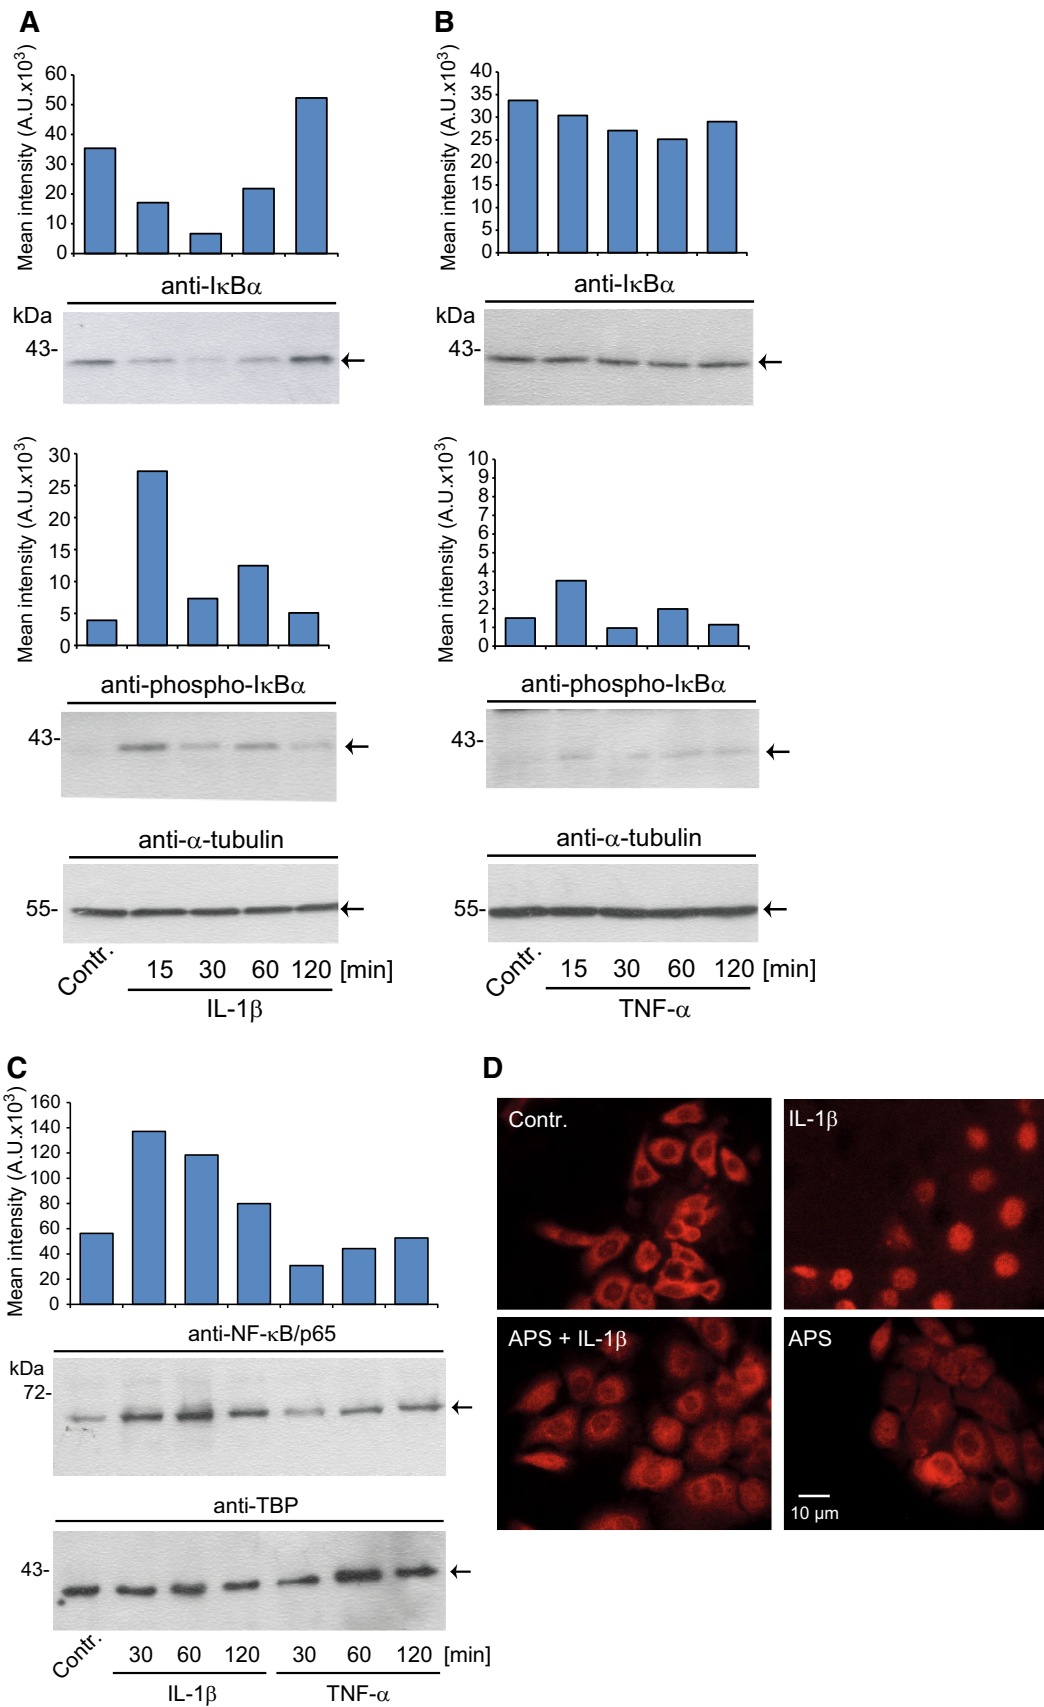 A
Mean intensity (A.U.x10³)
60
50
40
30
20
10
0
anti-IκBα
kDa
43-
Mean intensity (A.U.x10³)
30
25
20
15
10
5
0
anti-phospho-IκBα
43-
anti-α-tubulin
55-
Contr. 15 30 60 120 [min]
IL-1β
B
Mean intensity (A.U.x10³)
40
35
30
25
20
15
10
5
0
anti-IκBα
kDa
43-
Mean intensity (A.U.x10³)
10
9
8
7
6
5
4
3
2
1
0
anti-phospho-IκBα
43-
anti-α-tubulin
55-
Contr. 15 30 60 120 [min]
TNF-α
C
Mean intensity (A.U.x10³)
160
140
120
100
80
60
40
20
0
anti-NF-κB/p65
kDa
72-
anti-TBP
43-
Contr. 30 60 120 30 60 120 [min]
IL-1β TNF-α
D
Contr.
IL-1β
APS + IL-1β
APS
10 µm